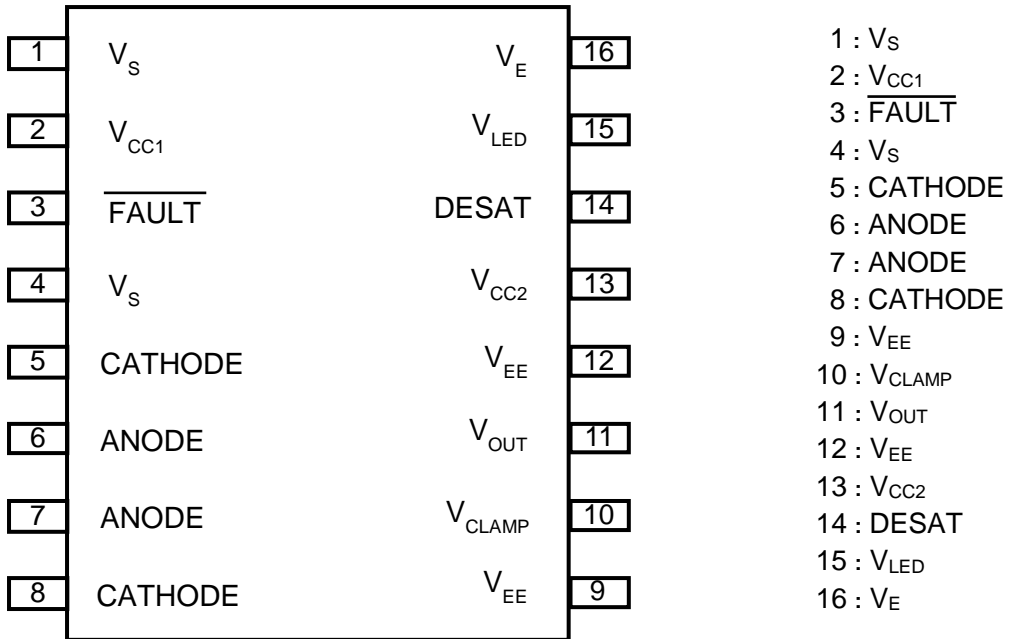 1 V_S V_E 16
2 V_CC1 V_LED 15
3 F̅A̅U̅L̅T̅ DESAT 14
4 V_S V_CC2 13
5 CATHODE V_EE 12
6 ANODE V_OUT 11
7 ANODE V_CLAMP 10
8 CATHODE V_EE 9
1 : V_S
2 : V_CC1
3 : F̅A̅U̅L̅T̅
4 : V_S
5 : CATHODE
6 : ANODE
7 : ANODE
8 : CATHODE
9 : V_EE
10 : V_CLAMP
11 : V_OUT
12 : V_EE
13 : V_CC2
14 : DESAT
15 : V_LED
16 : V_E